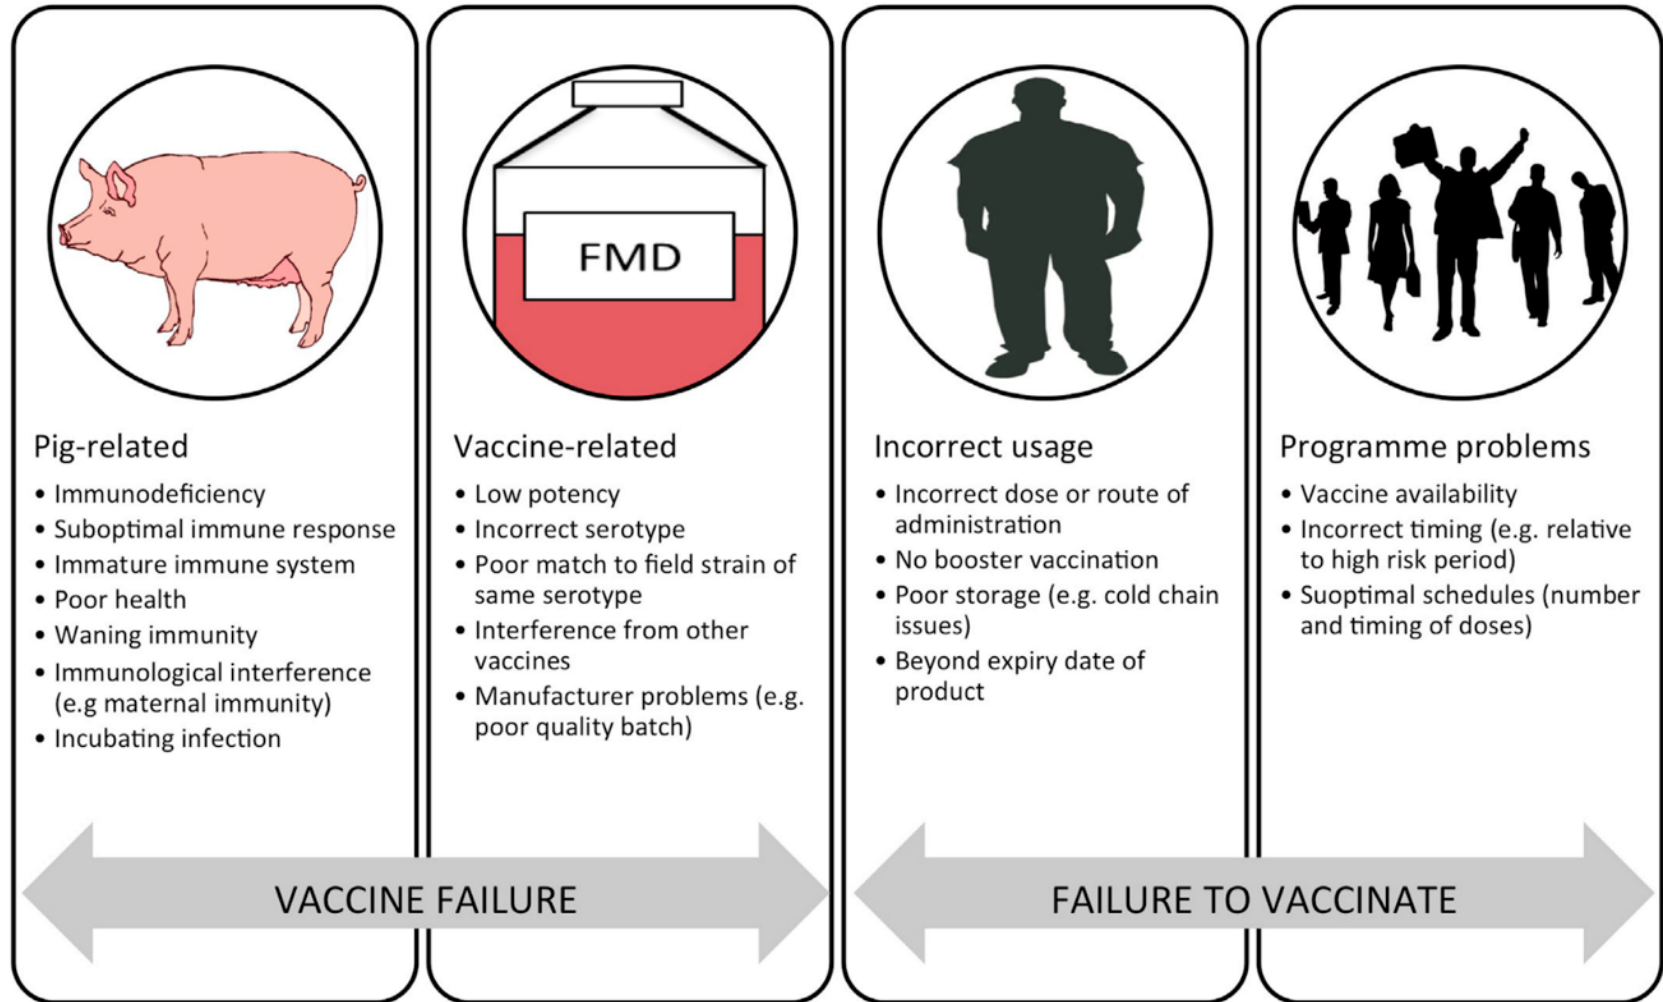 FMD
Pig-related
• Immunodeficiency
• Suboptimal immune response
• Immature immune system
• Poor health
• Waning immunity
• Immunological interference
(e.g maternal immunity)
• Incubating infection
Vaccine-related
• Low potency
• Incorrect serotype
• Poor match to field strain of
same serotype
• Interference from other
vaccines
• Manufacturer problems (e.g.
poor quality batch)
Incorrect usage
• Incorrect dose or route of
administration
• No booster vaccination
• Poor storage (e.g. cold chain
issues)
• Beyond expiry date of
product
Programme problems
• Vaccine availability
• Incorrect timing (e.g. relative
to high risk period)
• Suoptimal schedules (number
and timing of doses)
VACCINE FAILURE
FAILURE TO VACCINATE